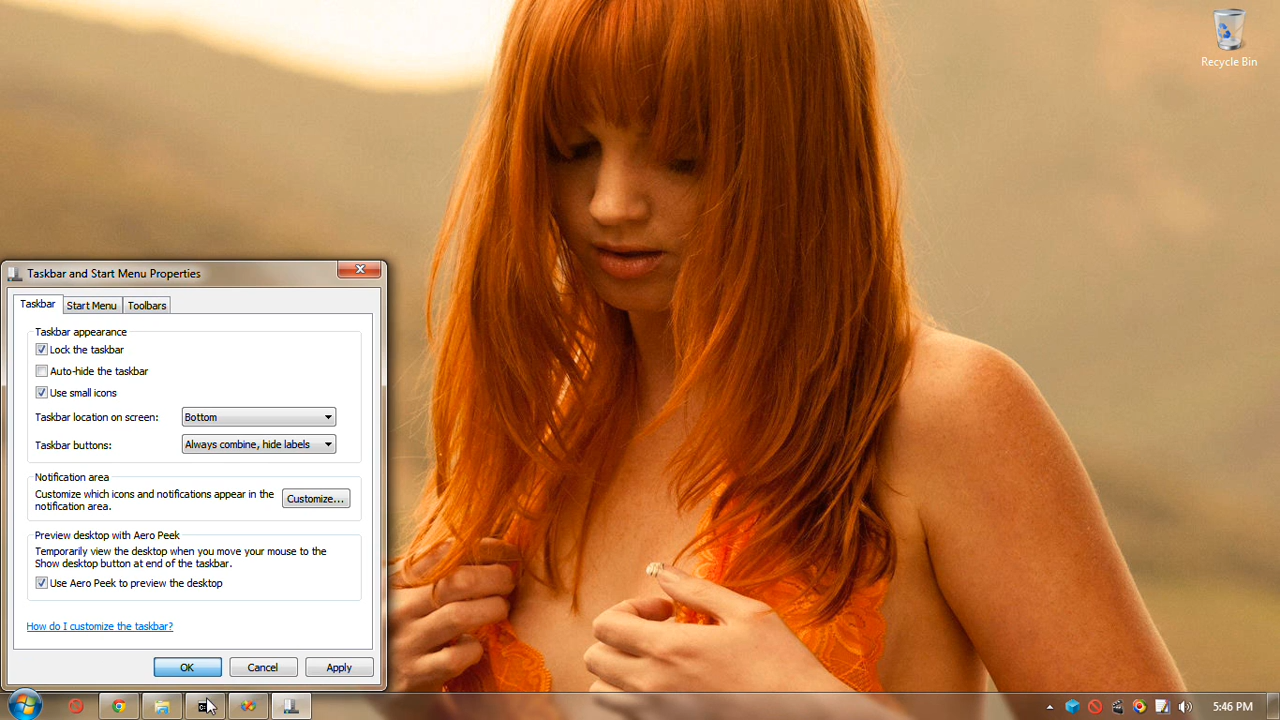 Recycle Bin
Taskbar and Start Menu Properties
Taskbar
Start Menu
Toolbars
Taskbar appearance
Lock the taskbar
Auto-hide the taskbar
Use small icons
Taskbar location on screen:
Bottom
Taskbar buttons:
Always combine, hide labels
Notification area
Customize which icons and notifications appear in the
notification area.
Customize...
Preview desktop with Aero Peek
Temporarily view the desktop when you move your mouse to the
Show desktop button at end of the taskbar.
Use Aero Peek to preview the desktop
How do I customize the taskbar?
OK
Cancel
Apply
5:46 PM